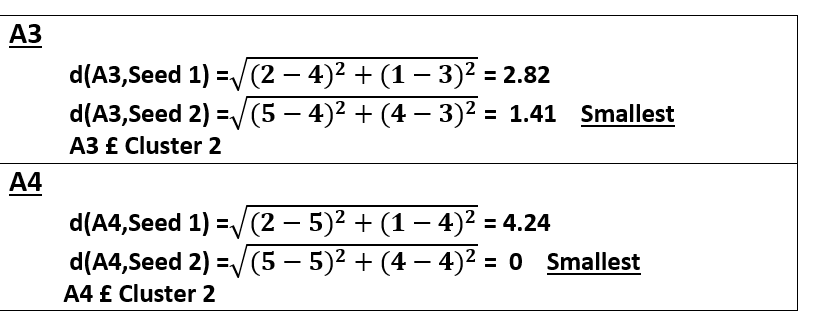 A3
d(A3,Seed 1) =√(2 − 4)² + (1 − 3)² = 2.82
d(A3,Seed 2) =√(5 − 4)² + (4 − 3)² = 1.41 Smallest
A3 £ Cluster 2
A4
d(A4,Seed 1) =√(2 − 5)² + (1 − 4)² = 4.24
d(A4,Seed 2) =√(5 − 5)² + (4 − 4)² = 0 Smallest
A4 £ Cluster 2